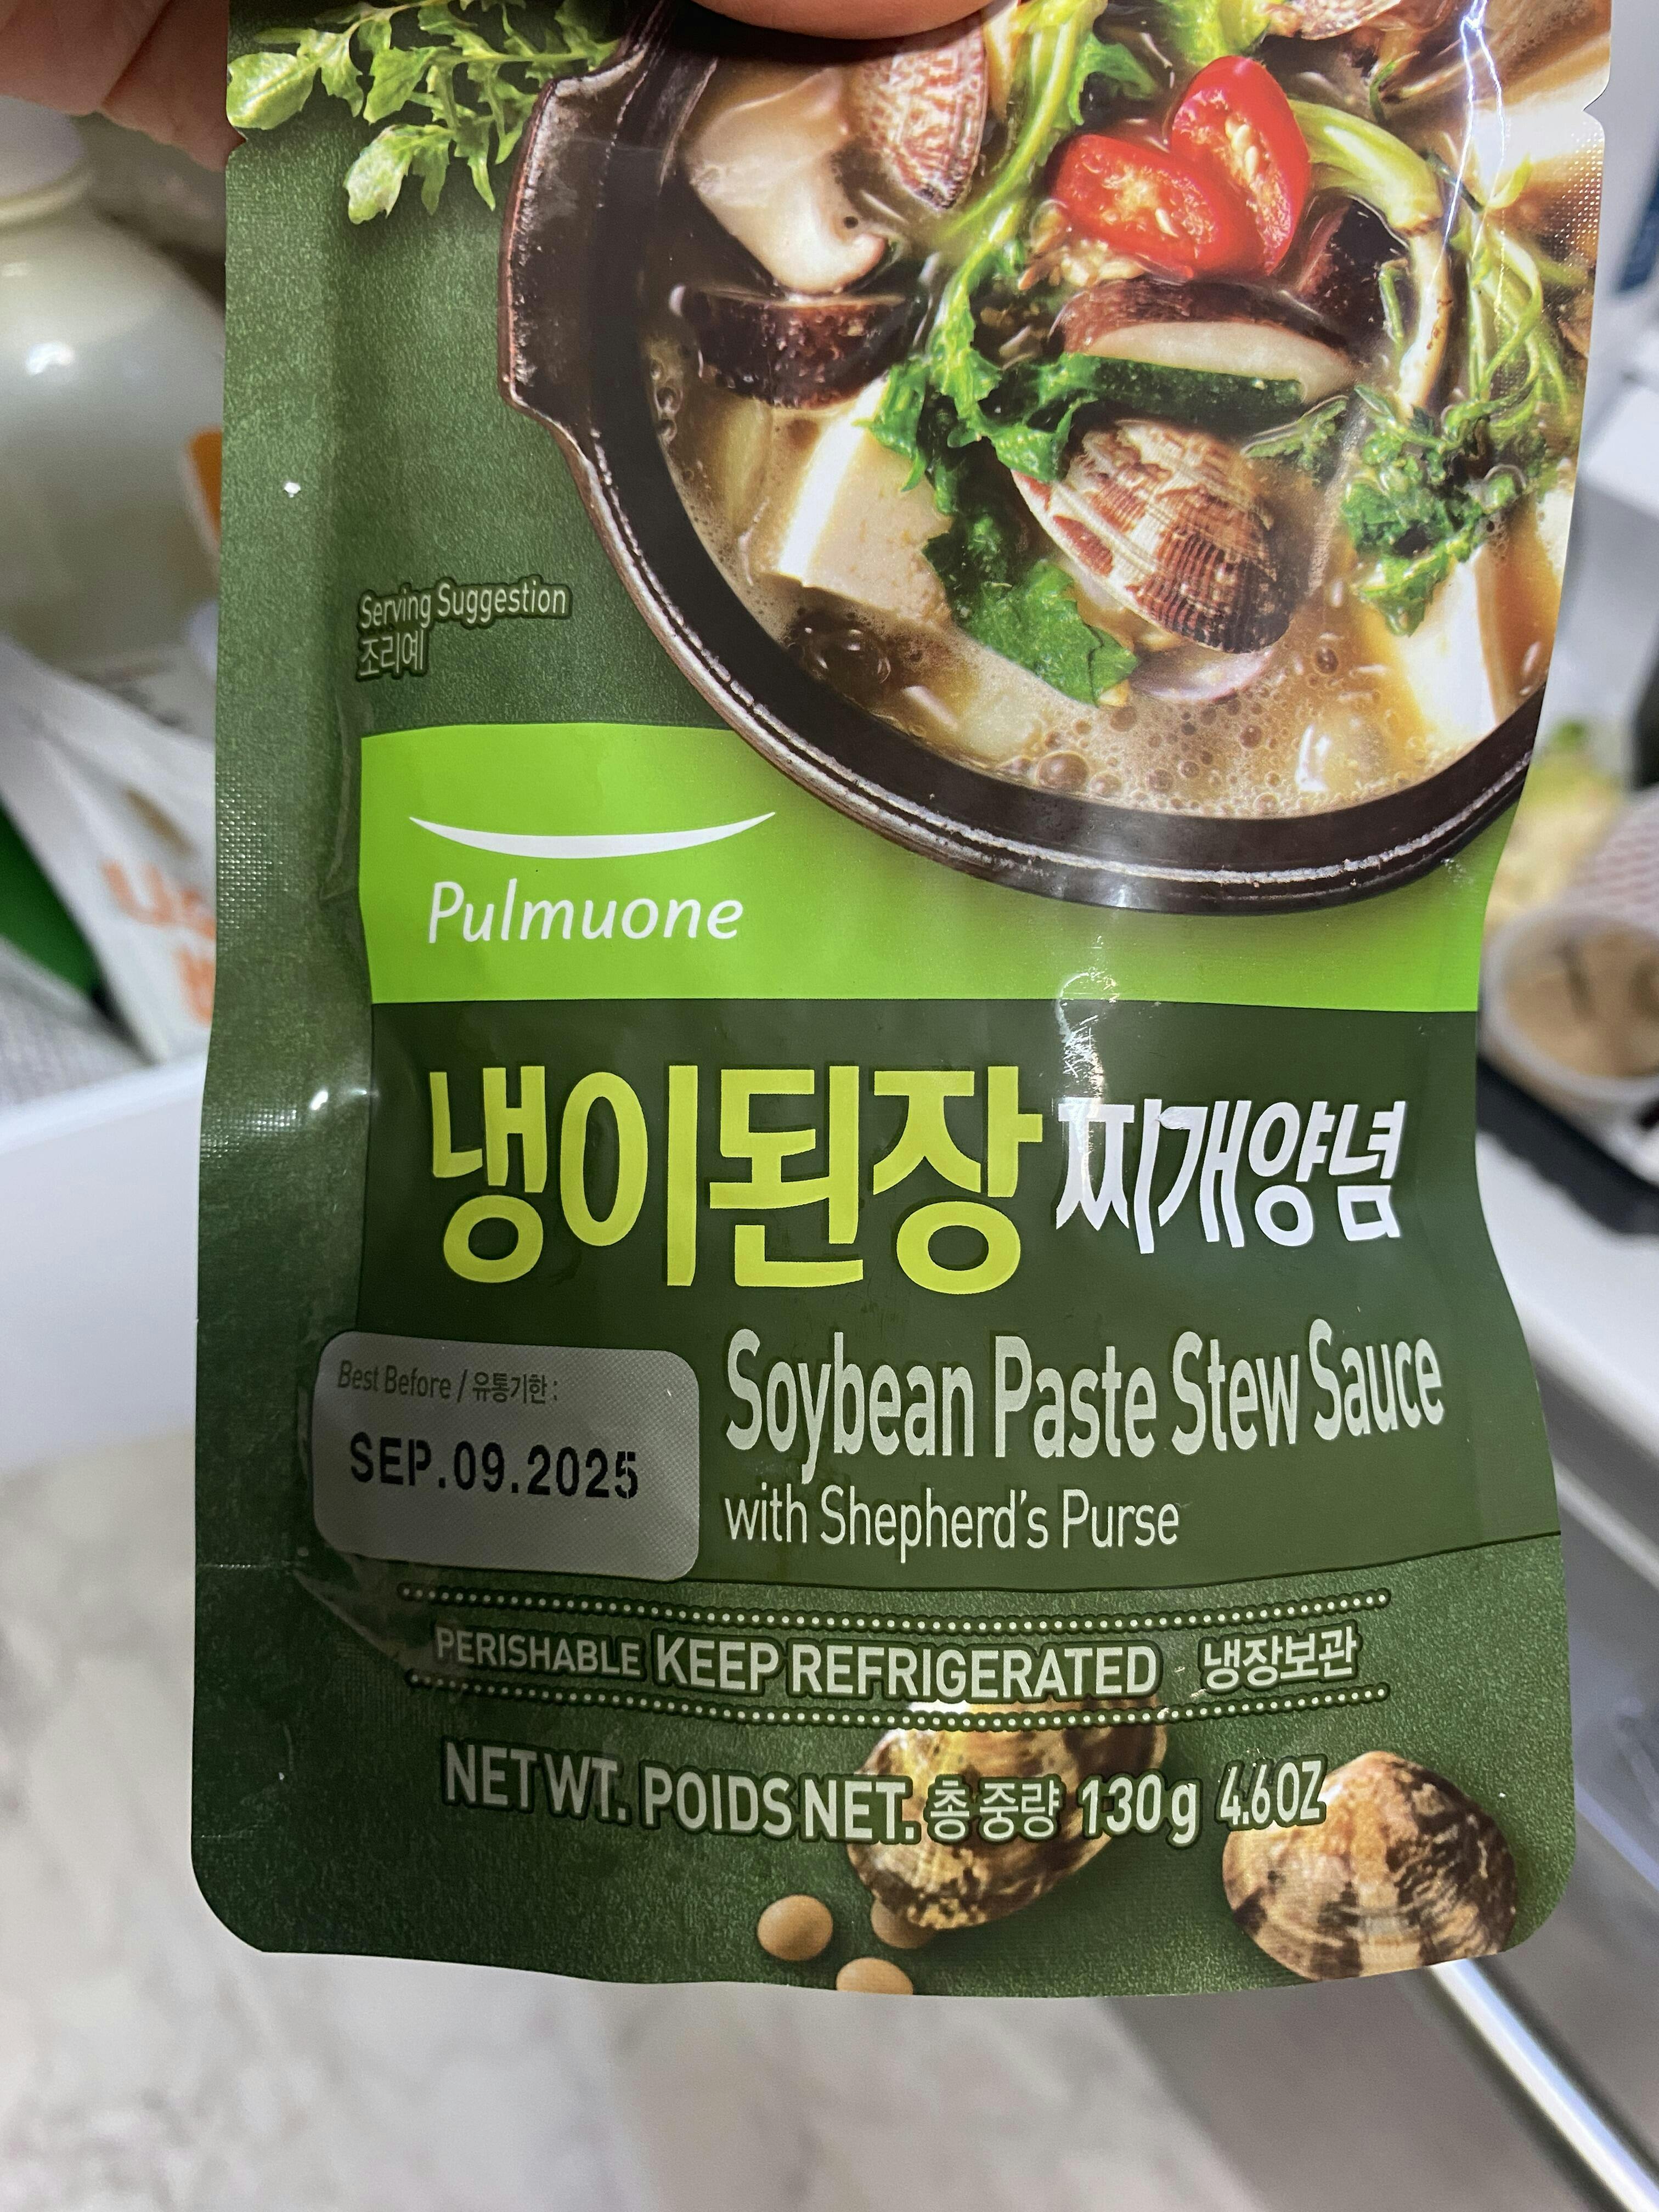 Serving Suggestion
조리예
Pulmuone
냉이된장 찌개양념
Soybean Paste Stew Sauce
with Shepherd's Purse
Best Before / 유통기한 :
SEP.09.2025
PERISHABLE KEEP REFRIGERATED 냉장보관
NET WT. POIDS NET. 총 중량 130g 4.6OZ